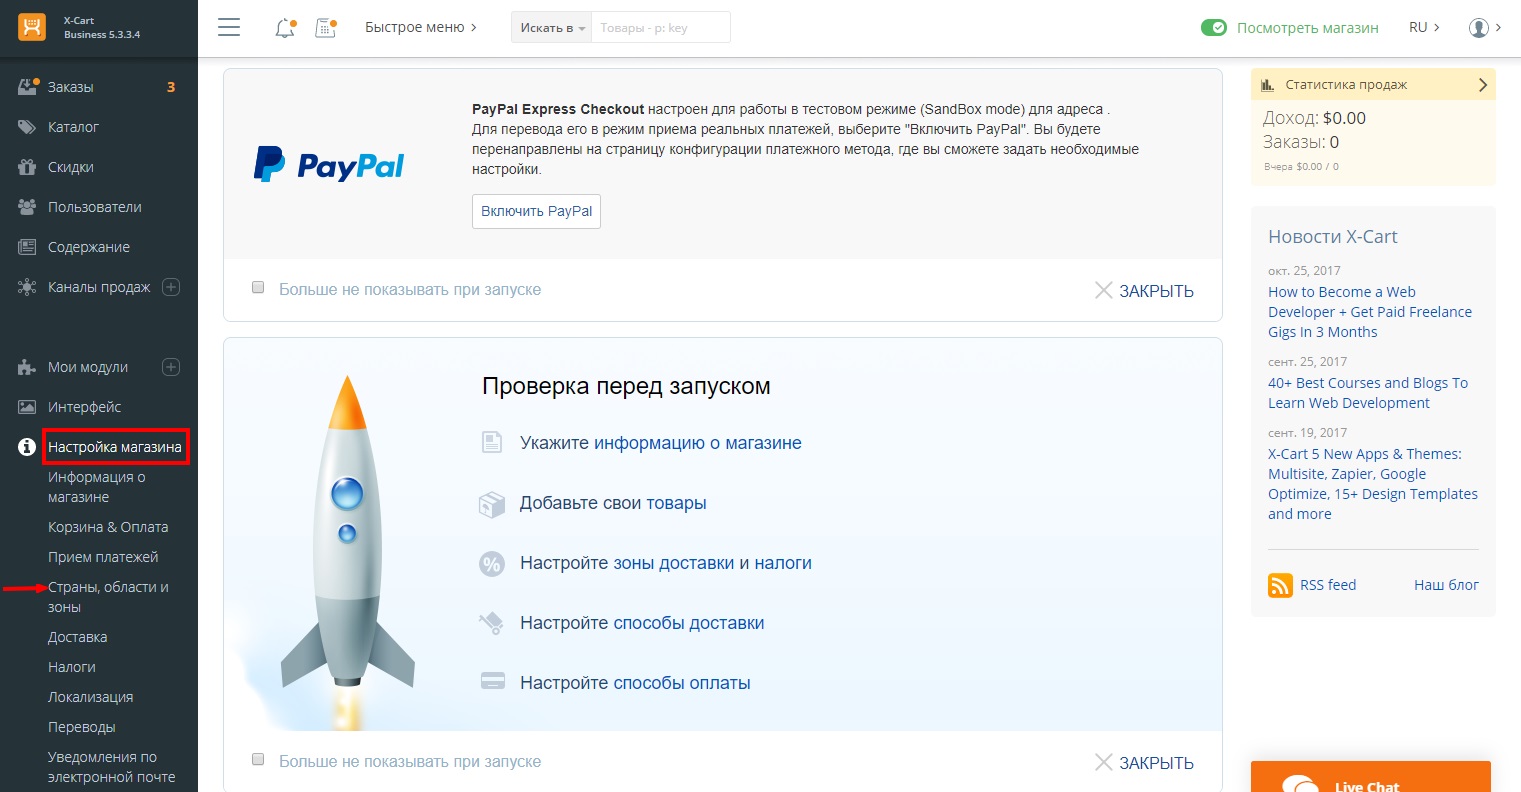 X-Cart
Business 5.3.3.4
Быстрое меню
Искать в
Товары - p: key
Посмотреть магазин
RU
Заказы 3
Каталог
Скидки
Пользователи
Содержание
Каналы продаж
Мои модули
Интерфейс
Настройка магазина
Информация о
магазине
Корзина & Оплата
Прием платежей
Страны, области и
зоны
Доставка
Налоги
Локализация
Переводы
Уведомления по
электронной почте
PayPal
PayPal Express Checkout настроен для работы в тестовом режиме (SandBox mode) для адреса .
Для перевода его в режим приема реальных платежей, выберите "Включить PayPal". Вы будете
перенаправлены на страницу конфигурации платежного метода, где вы сможете задать необходимые
настройки.
Включить PayPal
Больше не показывать при запуске
ЗАКРЫТЬ
Проверка перед запуском
Укажите информацию о магазине
Добавьте свои товары
Настройте зоны доставки и налоги
Настройте способы доставки
Настройте способы оплаты
Больше не показывать при запуске
ЗАКРЫТЬ
Статистика продаж
Доход: $0.00
Заказы: 0
Вчера $0.00 / 0
Новости X-Cart
окт. 25, 2017
How to Become a Web
Developer + Get Paid Freelance
Gigs In 3 Months
сент. 25, 2017
40+ Best Courses and Blogs To
Learn Web Development
сент. 19, 2017
X-Cart 5 New Apps & Themes:
Multisite, Zapier, Google
Optimize, 15+ Design Templates
and more
RSS feed
Наш блог
Live Chat